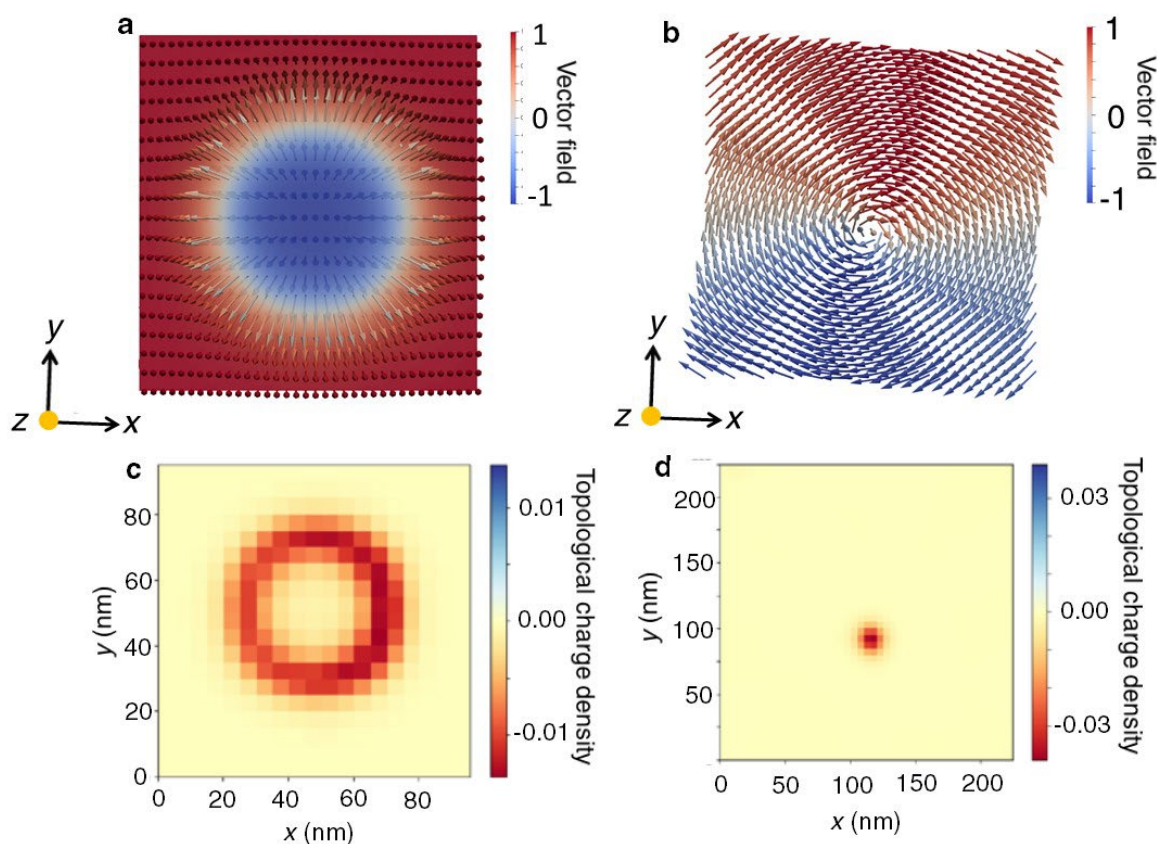 a
1
0
-1
Vector field
b
1
0
-1
Vector field
y
z
x
y
z
x
c
80
60
40
20
0
y (nm)
0
20
40
60
80
x (nm)
0.01
0.00
-0.01
Topological charge density
d
200
150
100
50
y (nm)
0
50
100
150
200
x (nm)
0.03
0.00
-0.03
Topological charge density